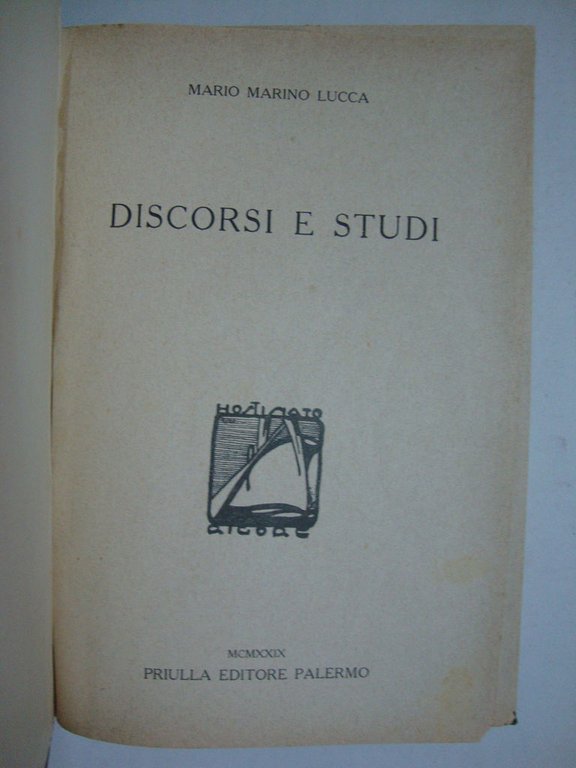 MARIO MARINO LUCCA
DISCORSI E STUDI
MCMXXIX
PRIULLA EDITORE PALERMO